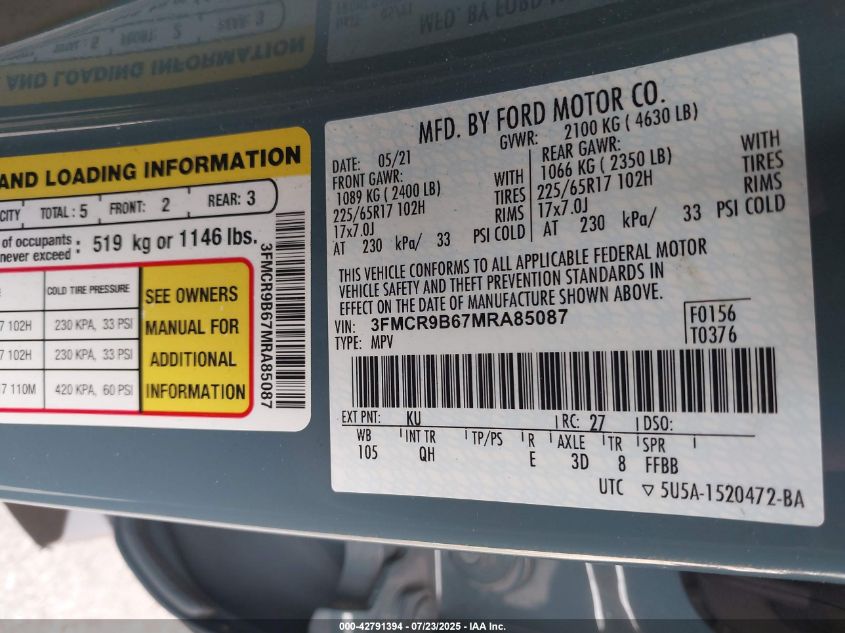 AND LOADING INFORMATION
CITY TOTAL: 5 FRONT: 2 REAR: 3
of occupants never exceed : 519 kg or 1146 lbs.
COLD TIRE PRESSURE
7 102H 230 KPA, 33 PSI
7 102H 230 KPA, 33 PSI
17 110M 420 KPA, 60 PSI
SEE OWNERS
MANUAL FOR
ADDITIONAL
INFORMATION
3FMCR9B67MRA85087
MFD. BY FORD MOTOR CO.
DATE: 05/21 GVWR: 2100 KG ( 4630 LB)
FRONT GAWR: REAR GAWR:
1089 KG ( 2400 LB) WITH 1066 KG ( 2350 LB) WITH
225/65R17 102H TIRES 225/65R17 102H TIRES
17x7.0J RIMS 17x7.0J RIMS
AT 230 kPa/ 33 PSI COLD AT 230 kPa/ 33 PSI COLD
THIS VEHICLE CONFORMS TO ALL APPLICABLE FEDERAL MOTOR
VEHICLE SAFETY AND THEFT PREVENTION STANDARDS IN
EFFECT ON THE DATE OF MANUFACTURE SHOWN ABOVE.
VIN: 3FMCR9B67MRA85087 F0156
TYPE: MPV T0376
EXT PNT: KU RC: 27 DSO:
WB INT TR TP/PS R AXLE TR SPR
105 QH E 3D 8 FFBB
UTC ▽ 5U5A-1520472-BA
000-42791394 - 07/23/2025 - IAA Inc.